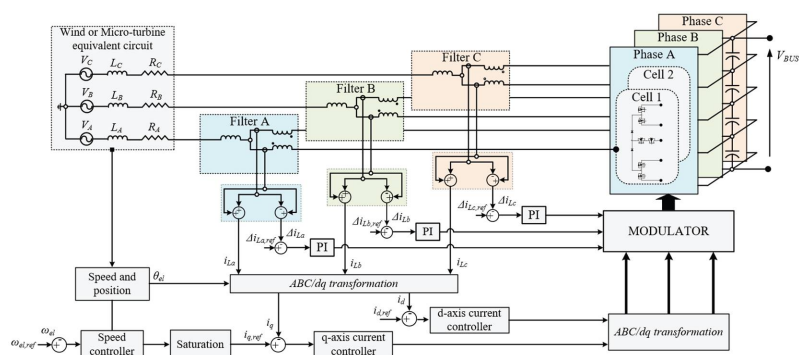 Wind or Micro-turbine
equivalent circuit
V_C L_C R_C
V_B L_B R_B
V_A L_A R_A
Filter A
Filter B
Filter C
Phase C
Phase B
Phase A
Cell 2
Cell 1
V_BUS
Δi_La,ref
Δi_La
PI
Δi_Lb,ref
Δi_Lb
PI
Δi_Lc,ref
Δi_Lc
PI
MODULATOR
i_La
i_Lb
i_Lc
Speed and
position
θ_el
ABC/dq transformation
i_q
i_d
i_d,ref
d-axis current
controller
ω_el
ω_el,ref
Speed
controller
Saturation
i_q,ref
q-axis current
controller
ABC/dq transformation